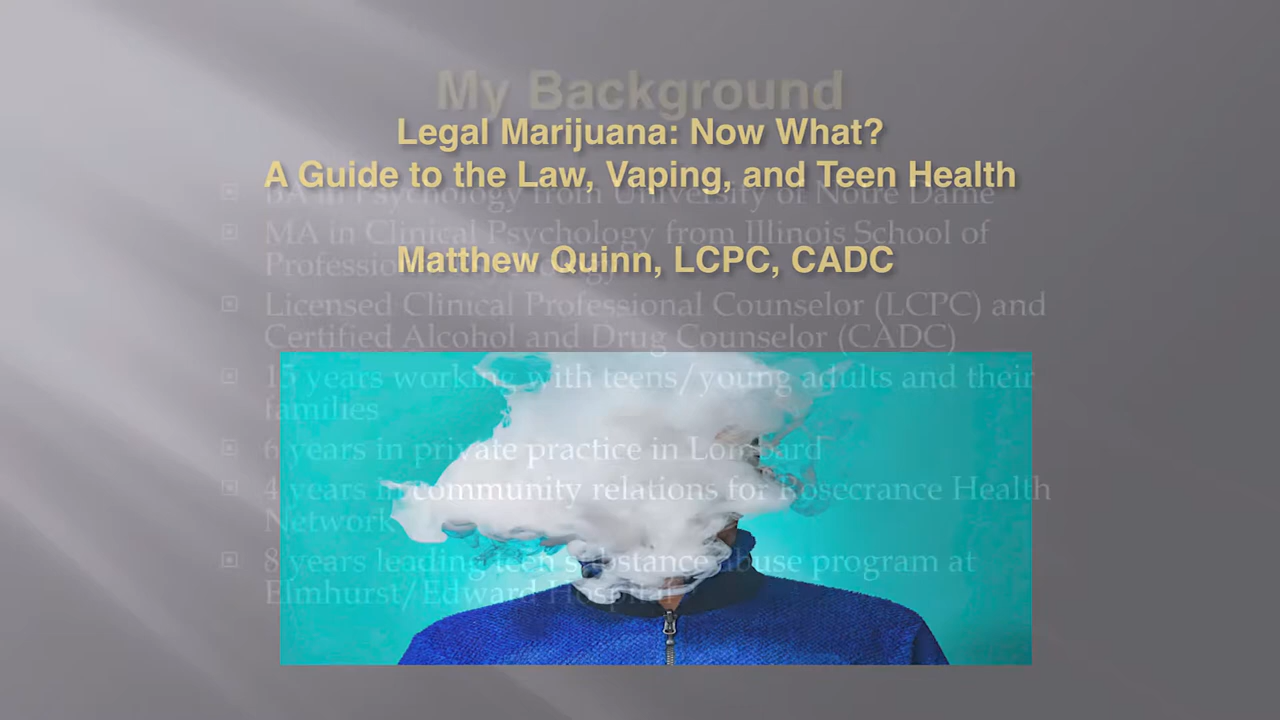 My Background
Legal Marijuana: Now What?
A Guide to the Law, Vaping, and Teen Health
BA in Psychology from University of Notre Dame
MA in Clinical Psychology from Illinois School of
Matthew Quinn, LCPC, CADC
Licensed Clinical Professional Counselor (LCPC) and
Certified Alcohol and Drug Counselor (CADC)
15 years working with teens/young adults and their
families
6 years in private practice in Lombard
4 years in community relations for Rosecrance Health
Network
8 years leading teen substance abuse program at
Elmhurst/Edward Hospital